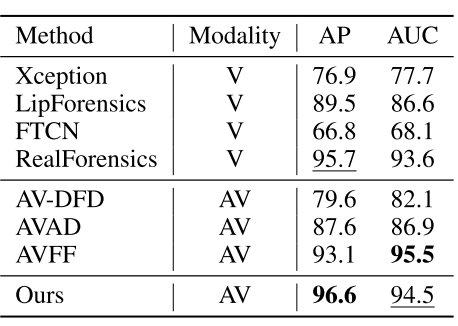 Method Modality AP AUC
Xception V 76.9 77.7
LipForensics V 89.5 86.6
FTCN V 66.8 68.1
RealForensics V 95.7 93.6
AV-DFD AV 79.6 82.1
AVAD AV 87.6 86.9
AVFF AV 93.1 95.5
Ours AV 96.6 94.5